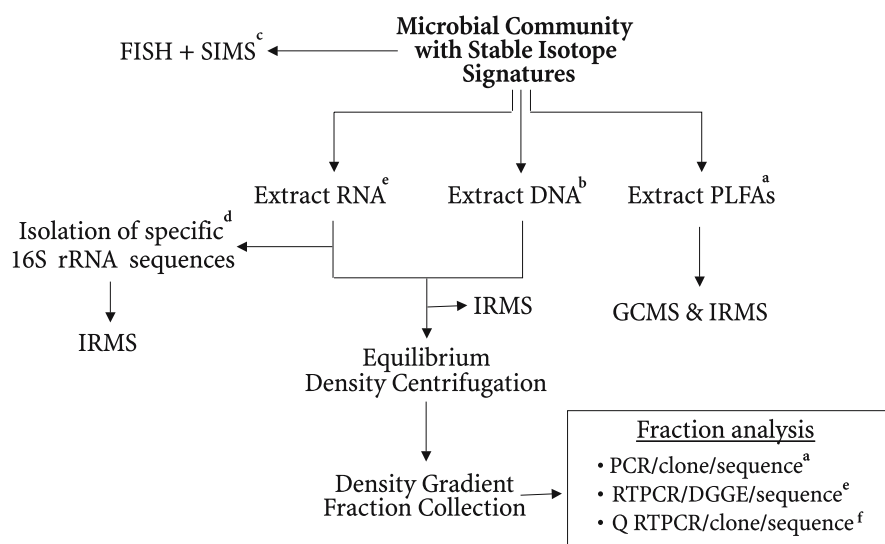 Microbial Community
with Stable Isotope
Signatures
FISH + SIMS^c
Extract RNA^e
Extract DNA^b
Extract PLFAs^a
Isolation of specific^d
16S rRNA sequences
IRMS
IRMS
GCMS & IRMS
Equilibrium
Density Centrifugation
Density Gradient
Fraction Collection
Fraction analysis
• PCR/clone/sequence^a
• RTPCR/DGGE/sequence^e
• Q RTPCR/clone/sequence^f